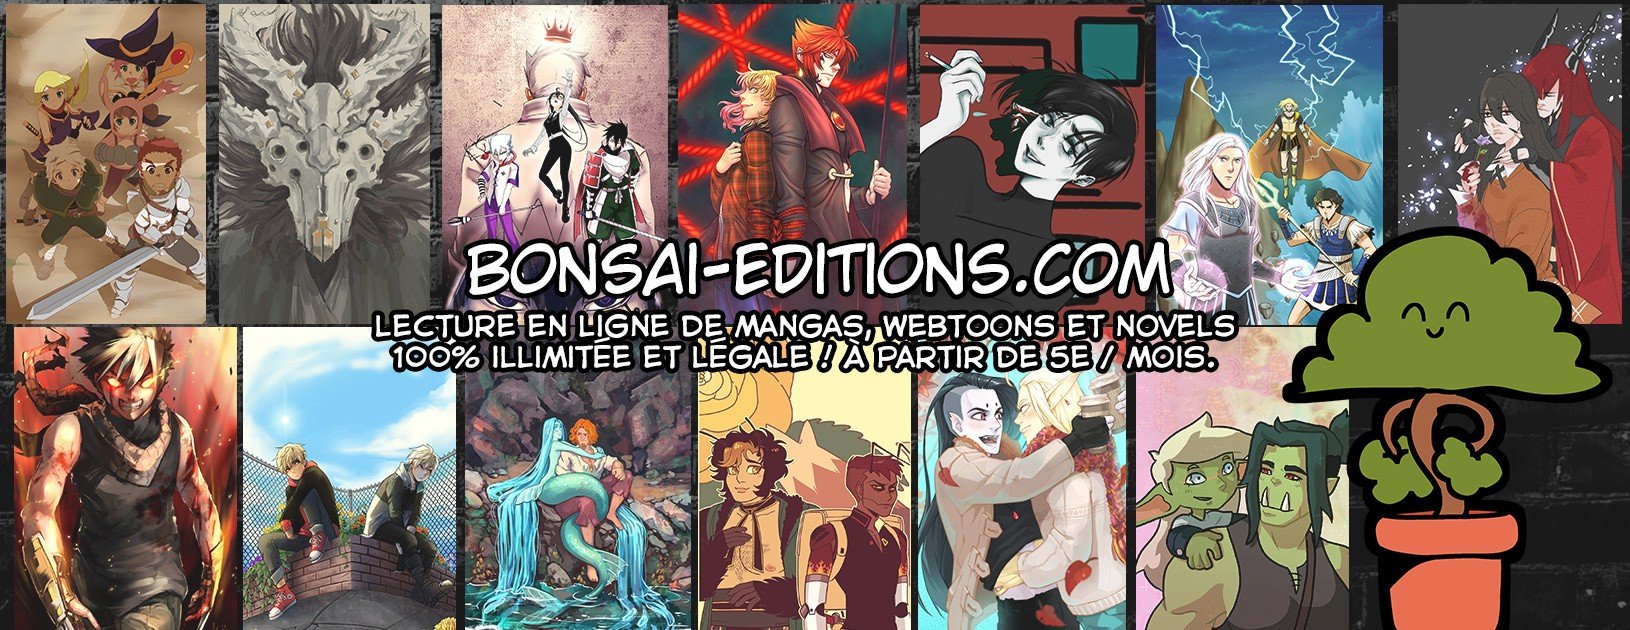 BONSAI-EDITIONS.COM
LECTURE EN LIGNE DE MANGAS, WEBTOONS ET NOVELS
100% ILLIMITÉE ET LÉGALE ! À PARTIR DE 5E / MOIS.